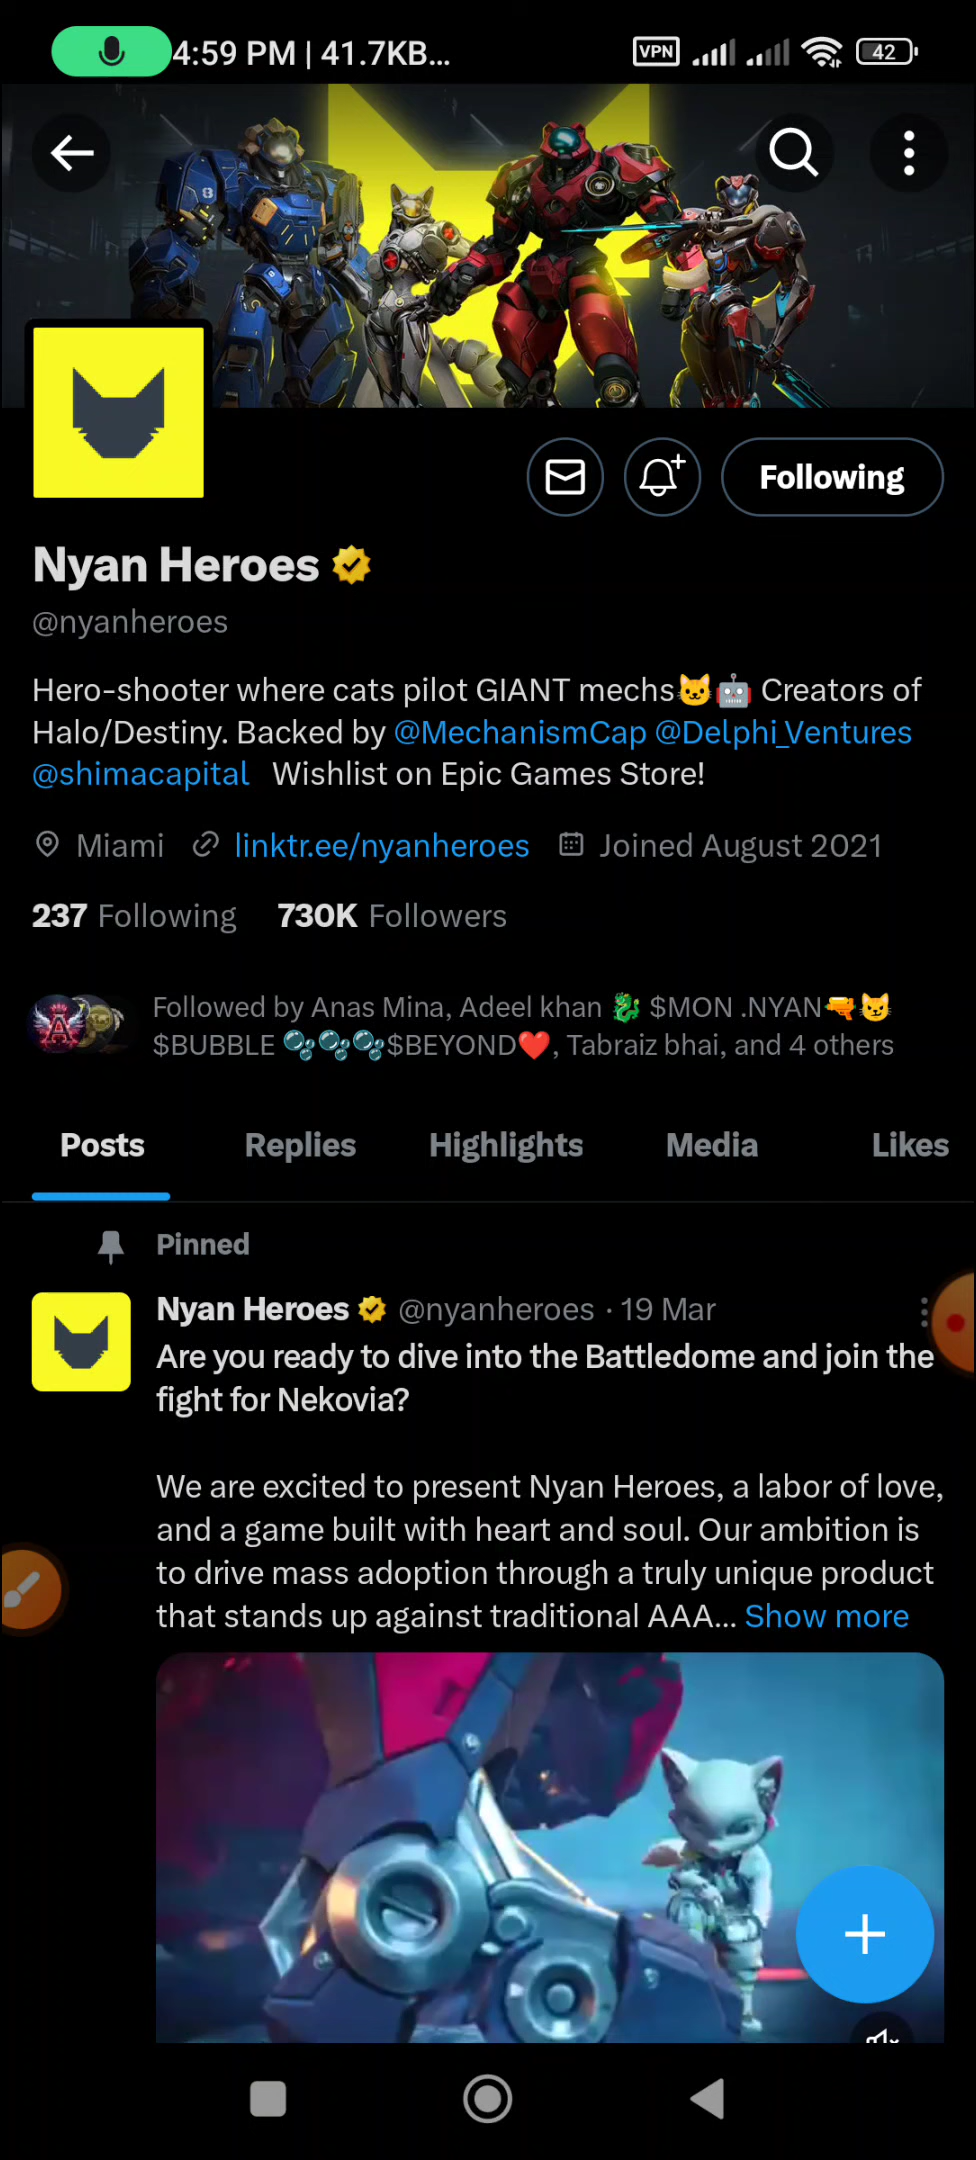 4:59 PM | 41.7KB...
VPN
42
Following
Nyan Heroes
@nyanheroes
Hero-shooter where cats pilot GIANT mechs🐱🤖 Creators of
Halo/Destiny. Backed by @MechanismCap @Delphi_Ventures
@shimacapital Wishlist on Epic Games Store!
Miami linktr.ee/nyanheroes Joined August 2021
237 Following 730K Followers
Followed by Anas Mina, Adeel khan 🐉 $MON .NYAN🔫😼
$BUBBLE 🫧🫧🫧$BEYOND❤️, Tabraiz bhai, and 4 others
Posts Replies Highlights Media Likes
Pinned
Nyan Heroes @nyanheroes · 19 Mar
Are you ready to dive into the Battledome and join the
fight for Nekovia?
We are excited to present Nyan Heroes, a labor of love,
and a game built with heart and soul. Our ambition is
to drive mass adoption through a truly unique product
that stands up against traditional AAA... Show more